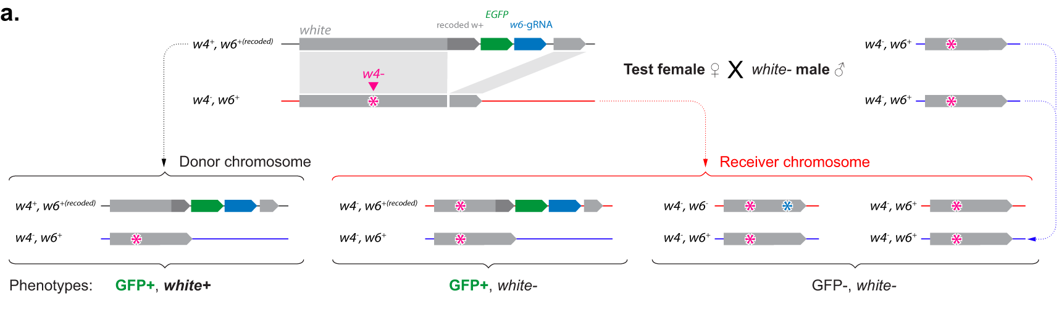 a.
white
recoded w+
EGFP
w6-gRNA
w4⁺, w6⁺⁽ʳᵉᶜᵒᵈᵉᵈ⁾
w4-
*
w4⁻, w6⁺
Test female ♀ X white- male ♂
w4⁻, w6⁺
*
w4⁻, w6⁺
*
Donor chromosome
Receiver chromosome
w4⁺, w6⁺⁽ʳᵉᶜᵒᵈᵉᵈ⁾
w4⁻, w6⁺
*
w4⁻, w6⁺⁽ʳᵉᶜᵒᵈᵉᵈ⁾
*
w4⁻, w6⁺
*
w4⁻, w6⁻
* *
w4⁻, w6⁺
*
w4⁻, w6⁺
*
w4⁻, w6⁺
*
Phenotypes: GFP+, white+
GFP+, white-
GFP-, white-